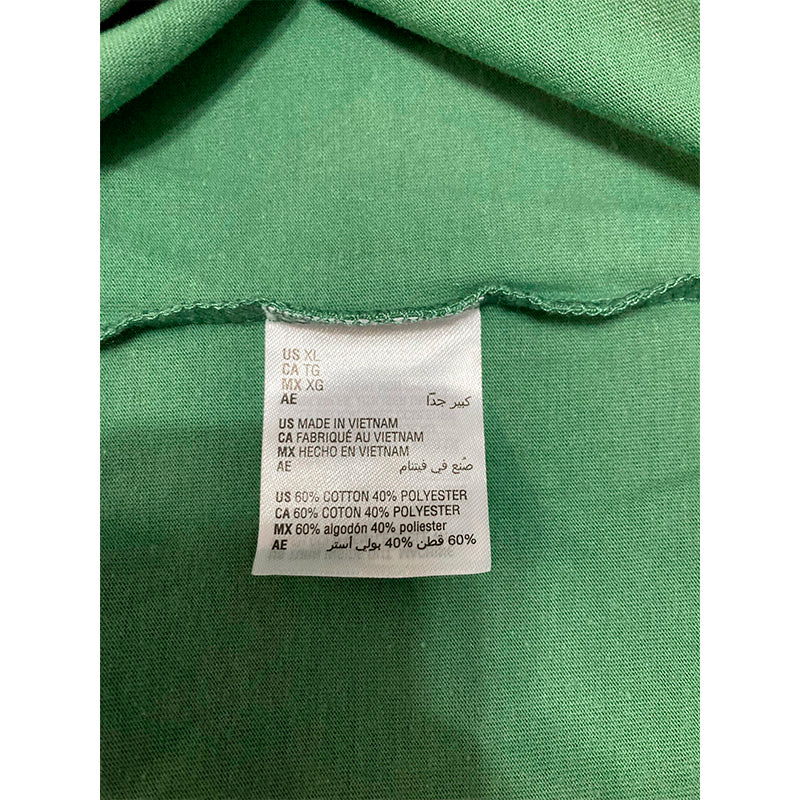 US XL
CA TG
MX XG
AE كبير جدًا
US MADE IN VIETNAM
CA FABRIQUÉ AU VIETNAM
MX HECHO EN VIETNAM
AE صُنع في فيتنام
US 60% COTTON 40% POLYESTER
CA 60% COTON 40% POLYESTER
MX 60% algodón 40% poliester
AE 60% قطن 40% بولي أستر